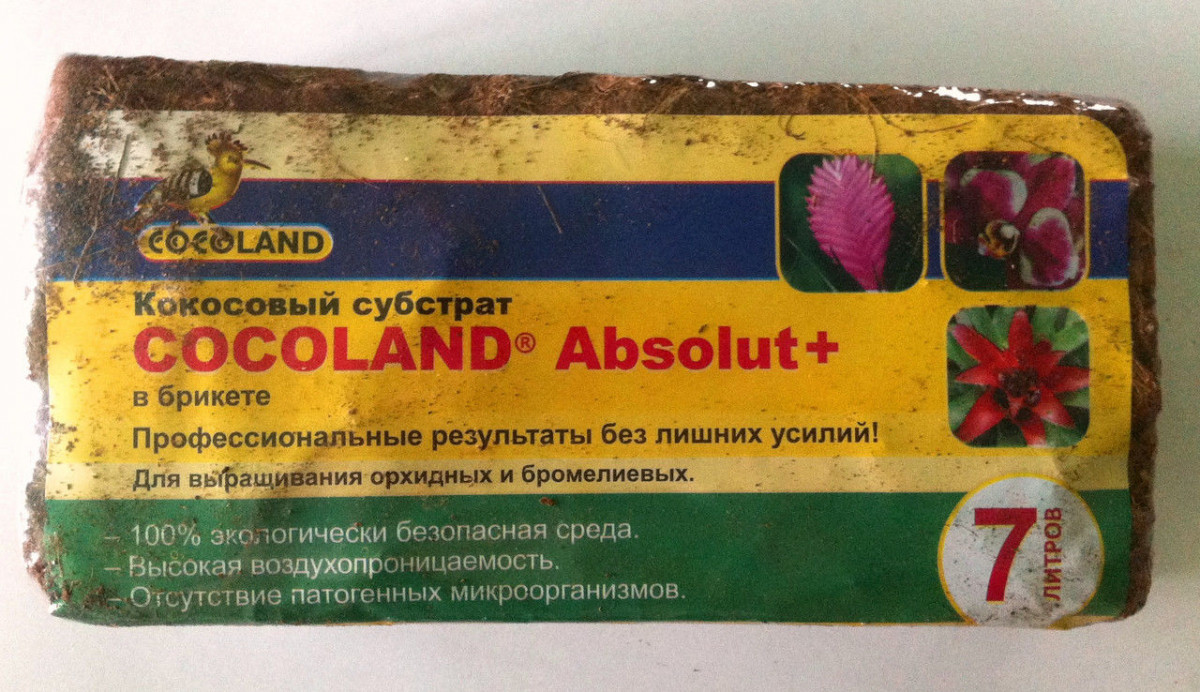 COCOLAND
Кокосовый субстрат
COCOLAND® Absolut+
в брикете
Профессиональные результаты без лишних усилий!
Для выращивания орхидных и бромелиевых.
– 100% экологически безопасная среда.
– Высокая воздухопроницаемость.
– Отсутствие патогенных микроорганизмов.
7
ЛИТРОВ